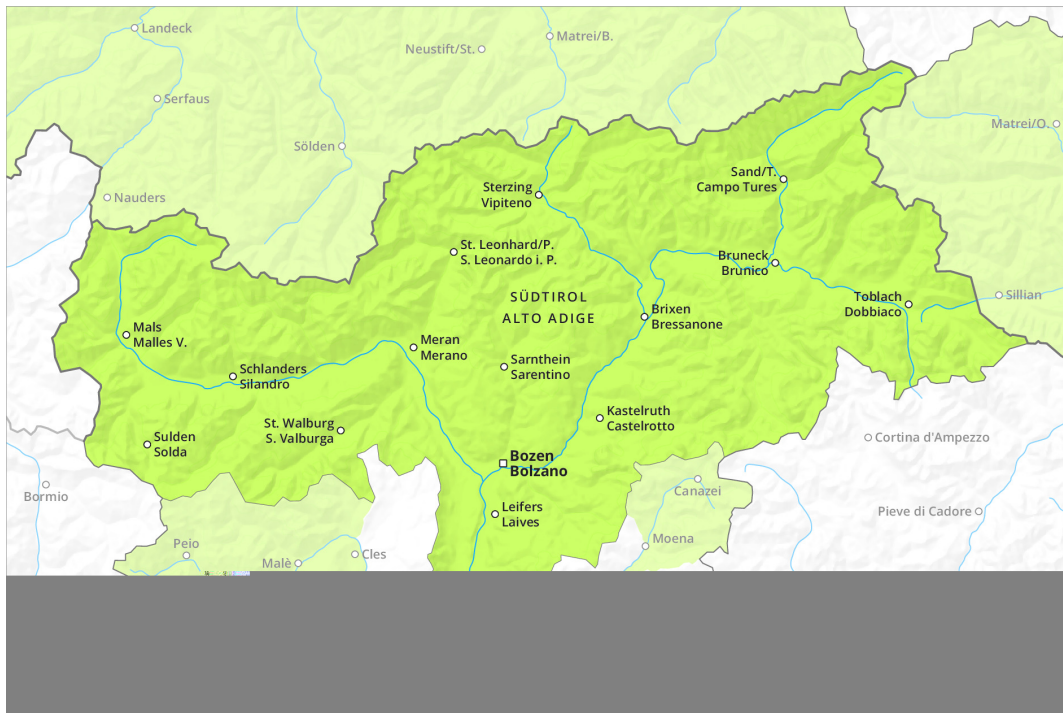 Landeck
Matrei/B.
Neustift/St.
Serfaus
Matrei/O.
Sölden
Sand/T.
Campo Tures
Sterzing
Vipiteno
Nauders
St. Leonhard/P.
S. Leonardo i. P.
Bruneck
Brunico
SÜDTIROL
ALTO ADIGE
Toblach
Dobbiaco
Sillian
Brixen
Bressanone
Mals
Malles V.
Meran
Merano
Sarnthein
Sarentino
Schlanders
Silandro
Kastelruth
Castelrotto
St. Walburg
S. Valburga
Sulden
Solda
Cortina d'Ampezzo
Bozen
Bolzano
Bormio
Canazei
Leifers
Laives
Pieve di Cadore
Moena
Peio
Cles
Malè